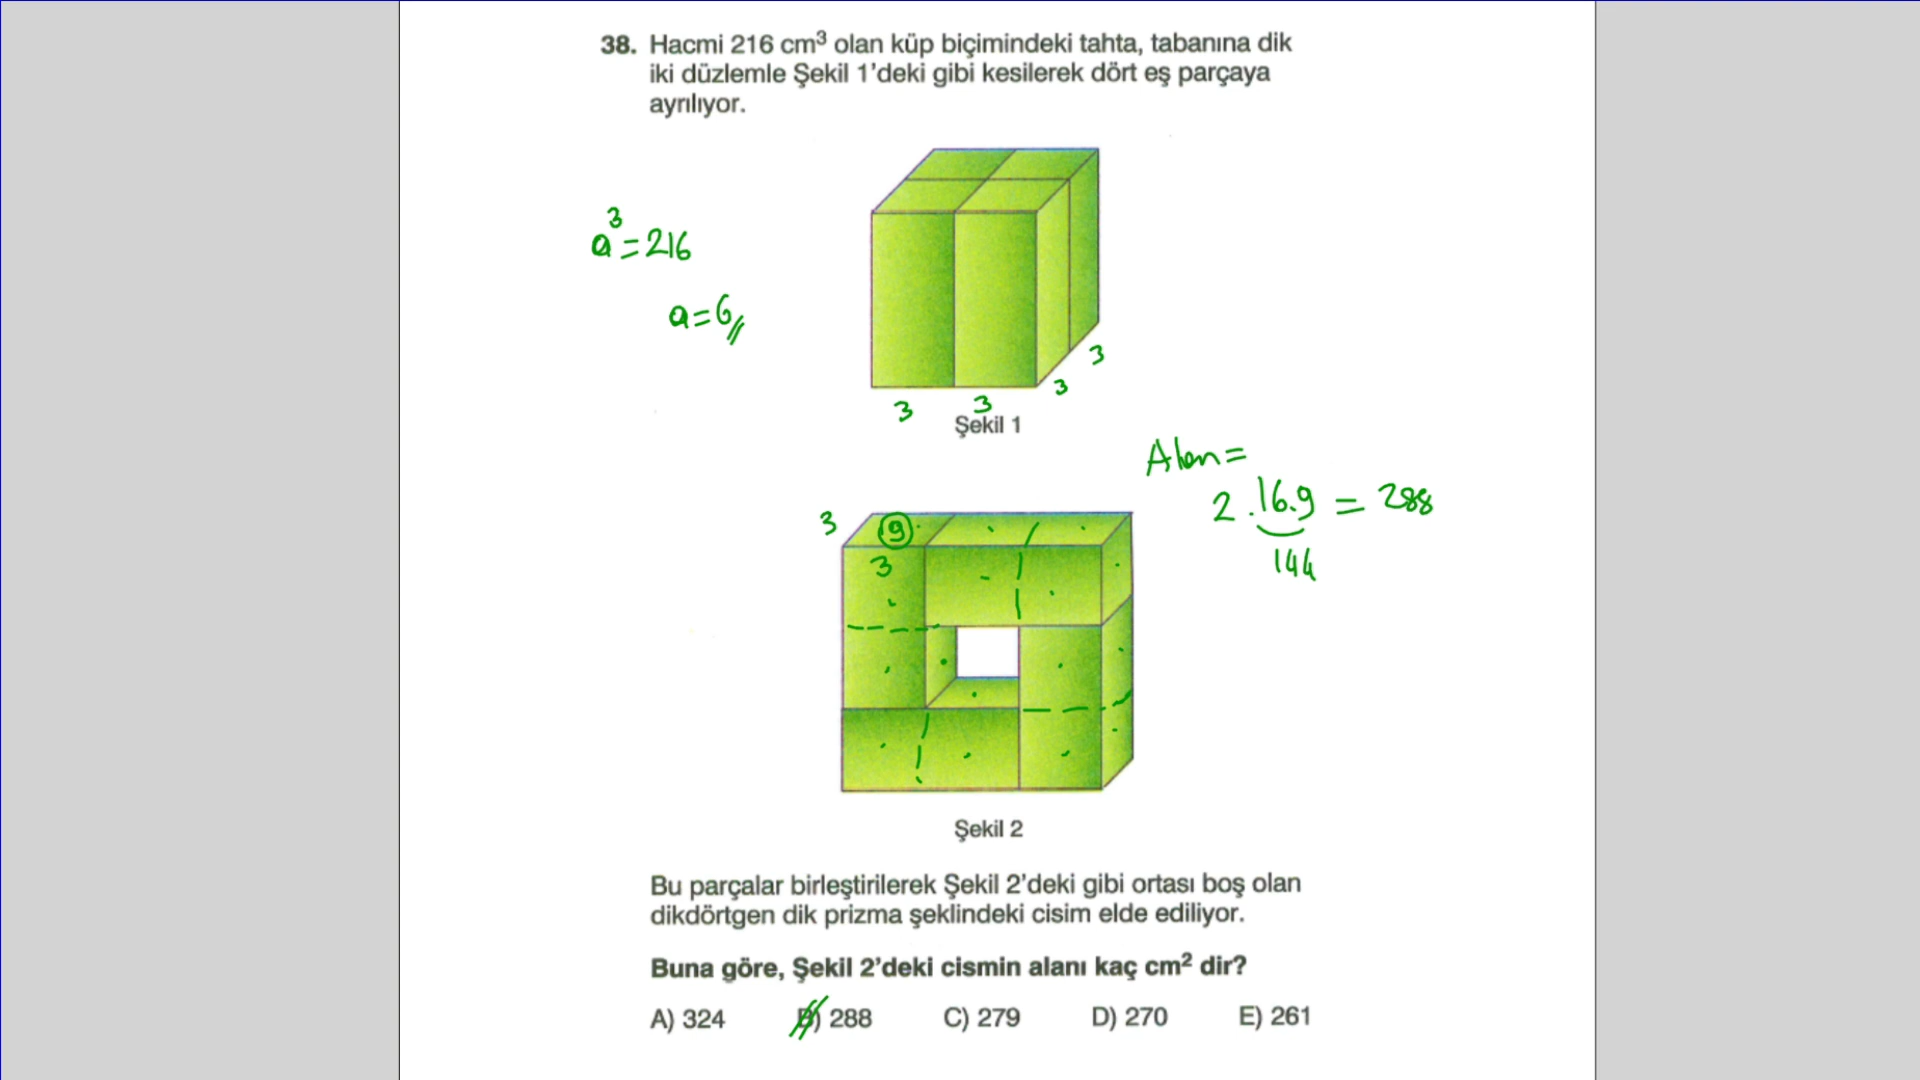 38. Hacmi 216 cm³ olan küp biçimindeki tahta, tabanına dik
iki düzlemle Şekil 1'deki gibi kesilerek dört eş parçaya
ayrılıyor.
a³=216
a=6
3
3
3
3
Şekil 1
Alan=
2.16.9 = 288
144
3
9
3
Şekil 2
Bu parçalar birleştirilerek Şekil 2'deki gibi ortası boş olan
dikdörtgen dik prizma şeklindeki cisim elde ediliyor.
Buna göre, Şekil 2'deki cismin alanı kaç cm² dir?
A) 324 B) 288 C) 279 D) 270 E) 261